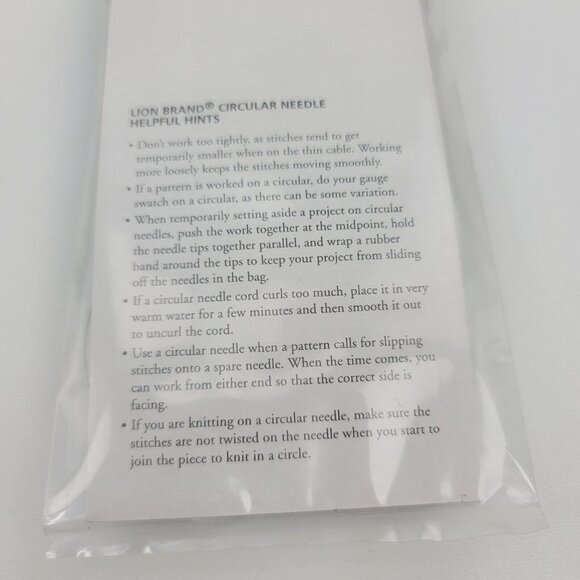 LION BRAND® CIRCULAR NEEDLE
HELPFUL HINTS
• Don't work too tightly, as stitches tend to get
temporarily smaller when on the thin cable. Working
more loosely keeps the stitches moving smoothly.
• If a pattern is worked on a circular, do your gauge
swatch on a circular, as there can be some variation.
• When temporarily setting aside a project on circular
needles, push the work together at the midpoint, hold
the needle tips together parallel, and wrap a rubber
band around the tips to keep your project from sliding
off the needles in the bag.
• If a circular needle cord curls too much, place it in very
warm water for a few minutes and then smooth it out
to uncurl the cord.
• Use a circular needle when a pattern calls for slipping
stitches onto a spare needle. When the time comes, you
can work from either end so that the correct side is
facing.
• If you are knitting on a circular needle, make sure the
stitches are not twisted on the needle when you start to
join the piece to knit in a circle.